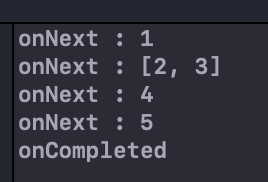 onNext : 1
onNext : [2, 3]
onNext : 4
onNext : 5
onCompleted